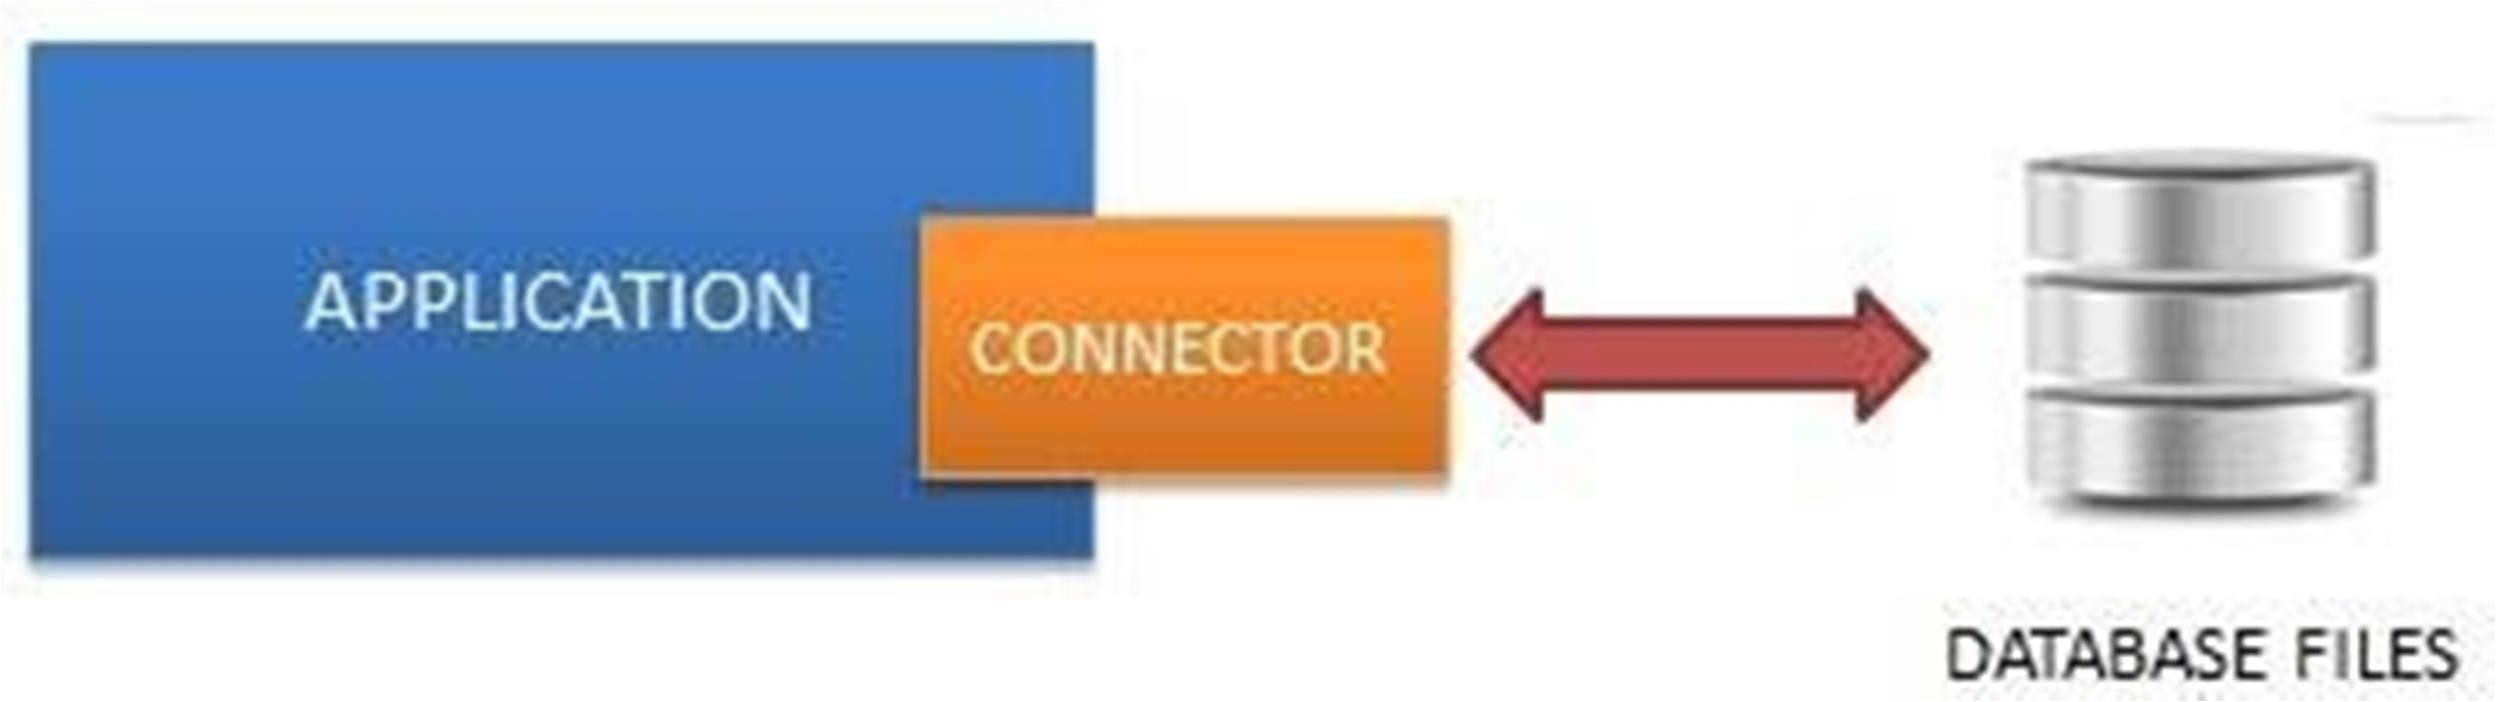 APPLICATION
CONNECTOR
DATABASE FILES